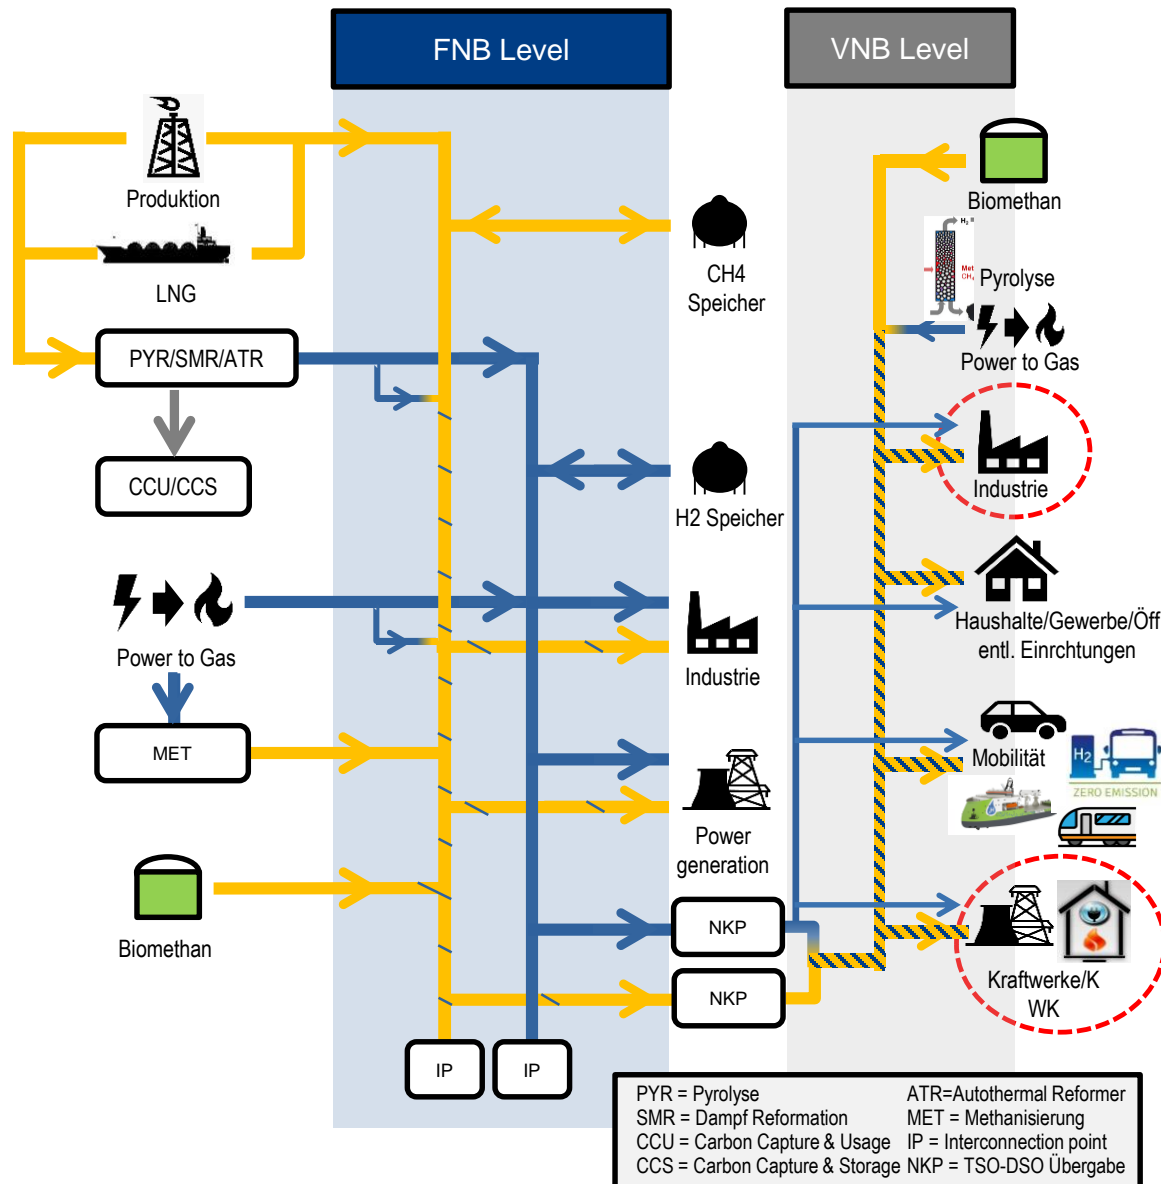 FNB Level
VNB Level
Produktion
LNG
PYR/SMR/ATR
CCU/CCS
Power to Gas
MET
Biomethan
CH4
Speicher
H2 Speicher
Industrie
Power
generation
NKP
NKP
IP
IP
Biomethan
H₂
Met
CH₄
Pyrolyse
Power to Gas
Industrie
Haushalte/Gewerbe/Öff
entl. Einrchtungen
Mobilität
H2
ZERO EMISSION
Kraftwerke/K
WK
PYR = Pyrolyse
SMR = Dampf Reformation
CCU = Carbon Capture & Usage
CCS = Carbon Capture & Storage
ATR=Autothermal Reformer
MET = Methanisierung
IP = Interconnection point
NKP = TSO-DSO Übergabe